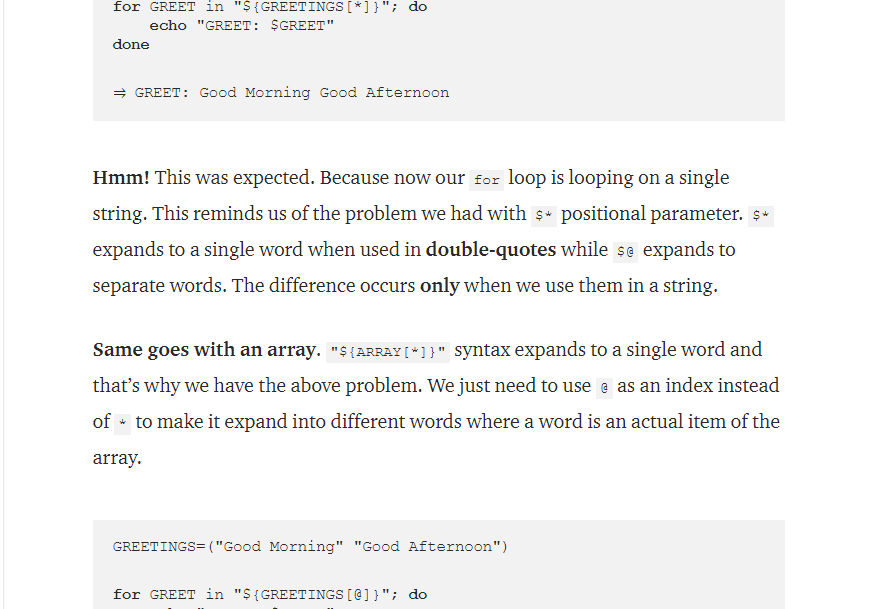 for GREET in "${GREETINGS[*]}"; do
    echo "GREET: $GREET"
done
⇒ GREET: Good Morning Good Afternoon
Hmm! This was expected. Because now our for loop is looping on a single
string. This reminds us of the problem we had with $* positional parameter. $*
expands to a single word when used in double-quotes while $@ expands to
separate words. The difference occurs only when we use them in a string.
Same goes with an array. "${ARRAY[*]}" syntax expands to a single word and
that’s why we have the above problem. We just need to use @ as an index instead
of * to make it expand into different words where a word is an actual item of the
array.
GREETINGS=("Good Morning" "Good Afternoon")
for GREET in "${GREETINGS[@]}"; do